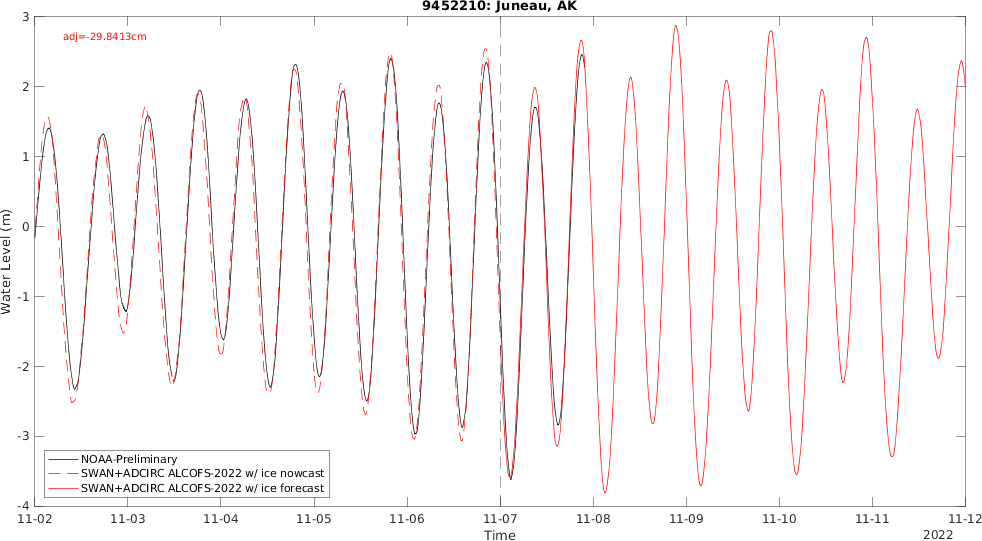 9452210: Juneau, AK
adj=-29.8413cm
3
2
1
0
-1
-2
-3
-4
Water Level (m)
NOAA-Preliminary
SWAN+ADCIRC ALCOFS-2022 w/ ice nowcast
SWAN+ADCIRC ALCOFS-2022 w/ ice forecast
11-02 11-03 11-04 11-05 11-06 11-07 11-08 11-09 11-10 11-11 11-12
Time
2022